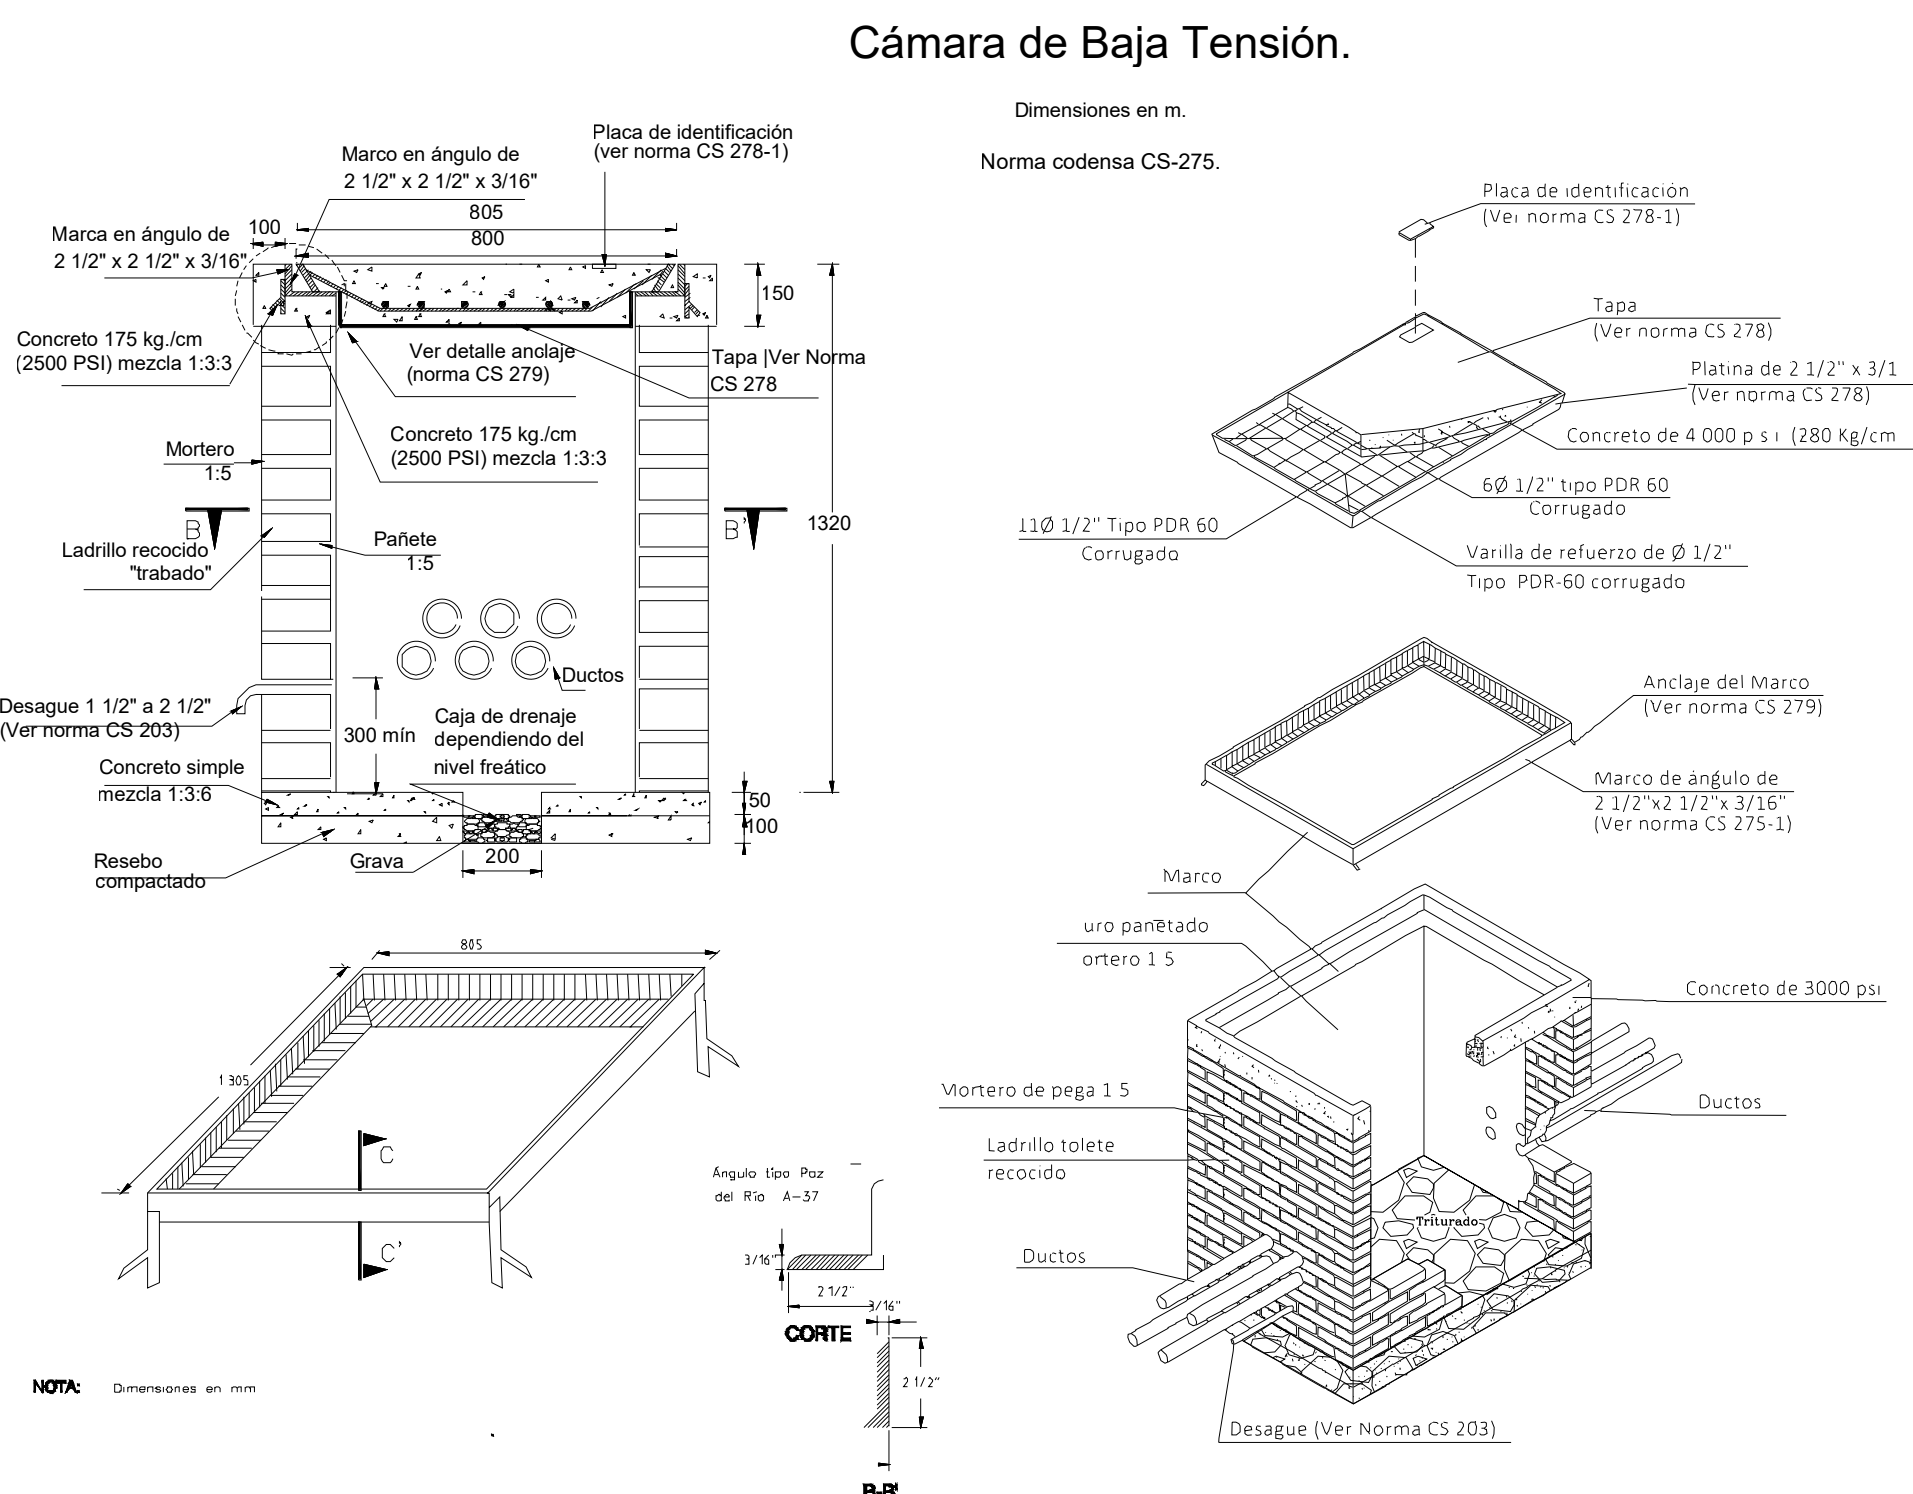 Cámara de Baja Tensión.
Dimensiones en m.
Norma codensa CS-275.
Placa de identificación
(ver norma CS 278-1)
Marco en ángulo de
2 1/2" x 2 1/2" x 3/16"
805
100
800
Marca en ángulo de
2 1/2" x 2 1/2" x 3/16"
150
Concreto 175 kg./cm
(2500 PSI) mezcla 1:3:3
Ver detalle anclaje
(norma CS 279)
Tapa |Ver Norma
CS 278
Concreto 175 kg./cm
(2500 PSI) mezcla 1:3:3
Mortero
1:5
B
B'
1320
Ladrillo recocido
"trabado"
Pañete
1:5
Ductos
Desague 1 1/2" a 2 1/2"
(Ver norma CS 203)
300 mín
Caja de drenaje
dependiendo del
nivel freático
Concreto simple
mezcla 1:3:6
50
100
Resebo
compactado
Grava
200
805
1 305
C
C'
Ángulo tipo Paz
del Río A-37
3/16"
2 1/2"
3/16"
CORTE
2 1/2"
B-B'
NOTA: Dimensiones en mm
Placa de identificación
(Ver norma CS 278-1)
Tapa
(Ver norma CS 278)
Platina de 2 1/2" x 3/1
(Ver norma CS 278)
Concreto de 4 000 p s i (280 Kg/cm
6Ø 1/2" tipo PDR 60
Corrugado
11Ø 1/2" Tipo PDR 60
Corrugado
Varilla de refuerzo de Ø 1/2"
Tipo PDR-60 corrugado
Anclaje del Marco
(Ver norma CS 279)
Marco de ángulo de
2 1/2"x2 1/2"x 3/16"
(Ver norma CS 275-1)
Marco
uro panetado
ortero 1 5
Concreto de 3000 psi
Mortero de pega 1 5
Ladrillo tolete
recocido
Ductos
Triturado
Ductos
Desague (Ver Norma CS 203)